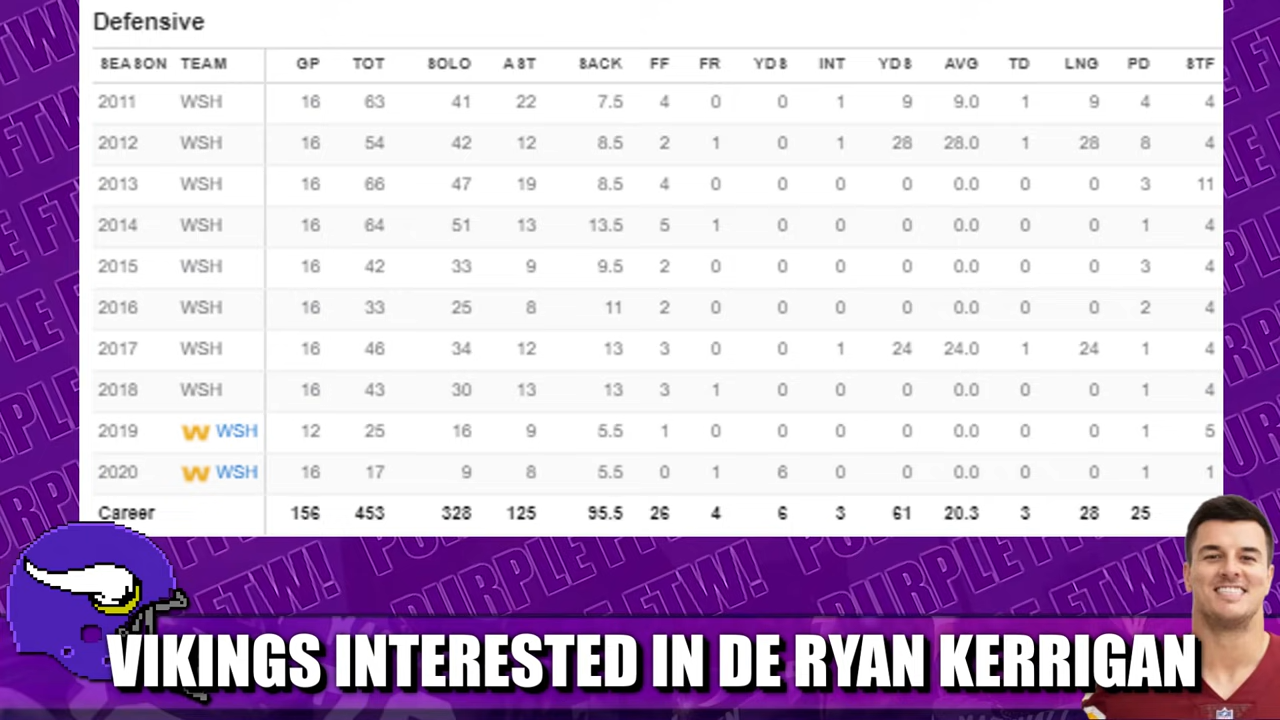 Defensive
SEASON TEAM GP TOT SOLO AST SACK FF FR YDS INT YDS AVG TD LNG PD STF
2011 WSH 16 63 41 22 7.5 4 0 0 1 9 9.0 1 9 4 4
2012 WSH 16 54 42 12 8.5 2 1 0 1 28 28.0 1 28 8 4
2013 WSH 16 66 47 19 8.5 4 0 0 0 0 0.0 0 0 3 11
2014 WSH 16 64 51 13 13.5 5 1 0 0 0 0.0 0 0 1 4
2015 WSH 16 42 33 9 9.5 2 0 0 0 0 0.0 0 0 3 4
2016 WSH 16 33 25 8 11 2 0 0 0 0 0.0 0 0 2 4
2017 WSH 16 46 34 12 13 3 0 0 1 24 24.0 1 24 1 4
2018 WSH 16 43 30 13 13 3 1 0 0 0 0.0 0 0 1 4
2019 W WSH 12 25 16 9 5.5 1 0 0 0 0 0.0 0 0 1 5
2020 W WSH 16 17 9 8 5.5 0 1 6 0 0 0.0 0 0 1 1
Career 156 453 328 125 95.5 26 4 6 3 61 20.3 3 28 25
PURPLE FTW!
VIKINGS INTERESTED IN DE RYAN KERRIGAN